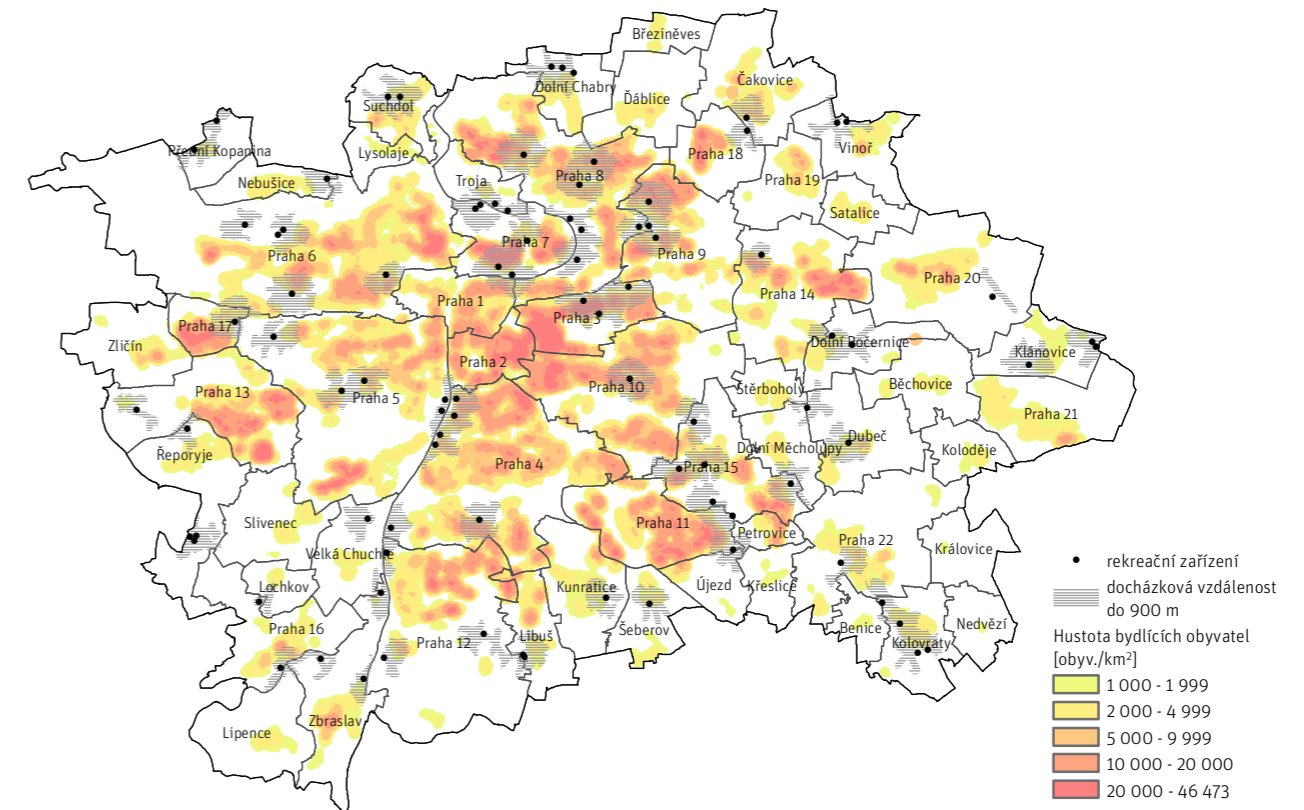 Březiněves
Dolní Chabry
Čakovice
Ďáblice
Suchdol
Přední Kopanina
Lysolaje
Praha 18
Vinoř
Nebušice
Troja
Praha 8
Praha 19
Satalice
Praha 6
Praha 7
Praha 9
Praha 20
Praha 14
Praha 1
Praha 3
Praha 17
Zličín
Dolní Počernice
Klánovice
Praha 2
Praha 10
Štěrboholy
Běchovice
Praha 13
Praha 5
Praha 21
Řeporyje
Praha 4
Dolní Měcholupy
Dubeč
Koloděje
Praha 15
Slivenec
Praha 11
Petrovice
Praha 22
Královice
Velká Chuchle
Lochkov
Kunratice
Újezd
Křeslice
Praha 16
Praha 12
Libuš
Šeberov
Benice
Nedvězí
Kolovraty
Lipence
Zbraslav
rekreační zařízení
docházková vzdálenost
do 900 m
Hustota bydlících obyvatel
[obyv./km²]
1 000 - 1 999
2 000 - 4 999
5 000 - 9 999
10 000 - 20 000
20 000 - 46 473